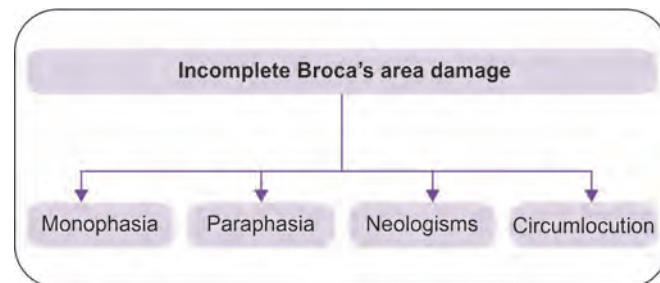 Incomplete Broca's area damage
Monophasia
Paraphasia
Neologisms
Circumlocution